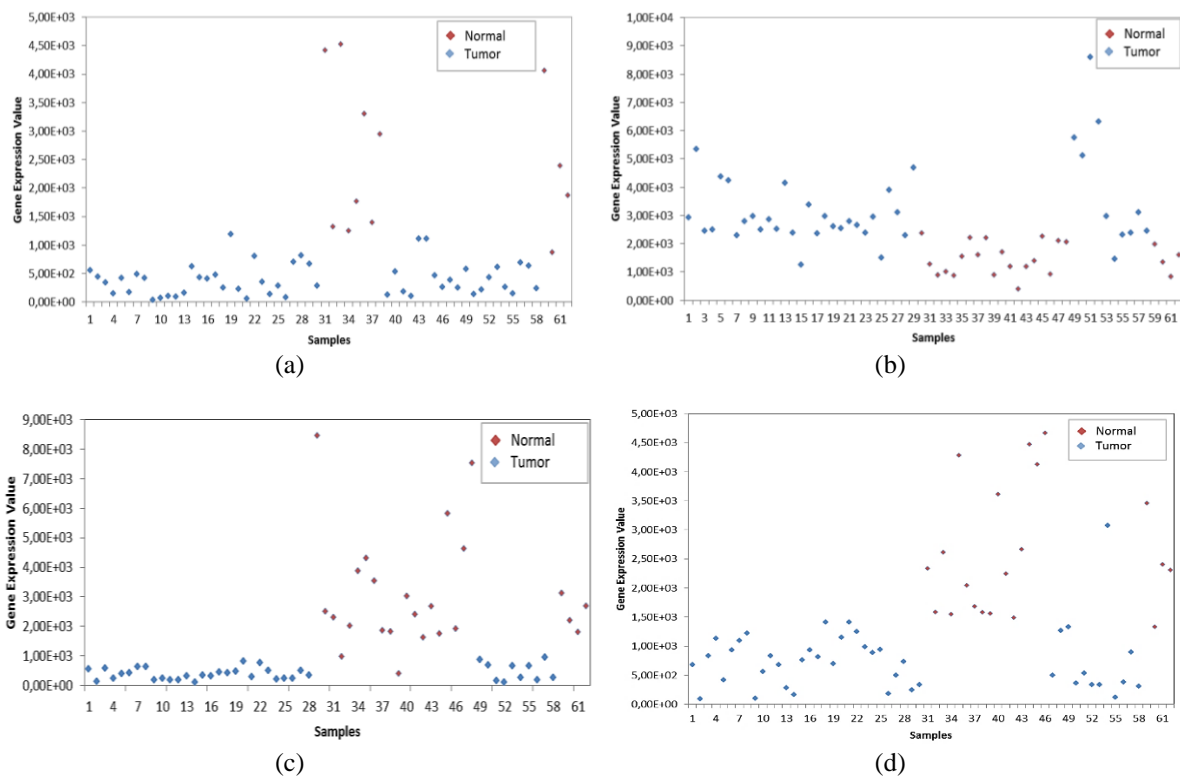 5,00E+03
4,50E+03
4,00E+03
3,50E+03
3,00E+03
2,50E+03
2,00E+03
1,50E+03
1,00E+03
5,00E+02
0,00E+00
Gene Expression Value
Normal
Tumor
1 4 7 10 13 16 19 22 25 28 31 34 37 40 43 46 49 52 55 58 61
Samples
(a)
1,00E+04
9,00E+03
8,00E+03
7,00E+03
6,00E+03
5,00E+03
4,00E+03
3,00E+03
2,00E+03
1,00E+03
0,00E+00
Gene Expression Value
Normal
Tumor
1 3 5 7 9 11 13 15 17 19 21 23 25 27 29 31 33 35 37 39 41 43 45 47 49 51 53 55 57 59 61
Samples
(b)
9,00E+03
8,00E+03
7,00E+03
6,00E+03
5,00E+03
4,00E+03
3,00E+03
2,00E+03
1,00E+03
0,00E+00
Gene Expression Value
Normal
Tumor
1 4 7 10 13 16 19 22 25 28 31 34 37 40 43 46 49 52 55 58 61
Samples
(c)
5,00E+03
4,50E+03
4,00E+03
3,50E+03
3,00E+03
2,50E+03
2,00E+03
1,50E+03
1,00E+03
5,00E+02
0,00E+00
Gene Expression Value
Normal
Tumor
1 4 7 10 13 16 19 22 25 28 31 34 37 40 43 46 49 52 55 58 61
Samples
(d)